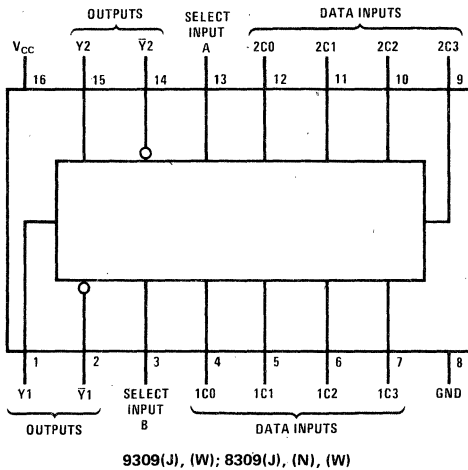 OUTPUTS
SELECT
INPUT
A
DATA INPUTS
VCC Y2 Y̅2 2C0 2C1 2C2 2C3
16 15 14 13 12 11 10 9
1 2 3 4 5 6 7 8
Y1 Y̅1 SELECT
INPUT
B
1C0 1C1 1C2 1C3 GND
OUTPUTS
DATA INPUTS
9309(J), (W); 8309(J), (N), (W)